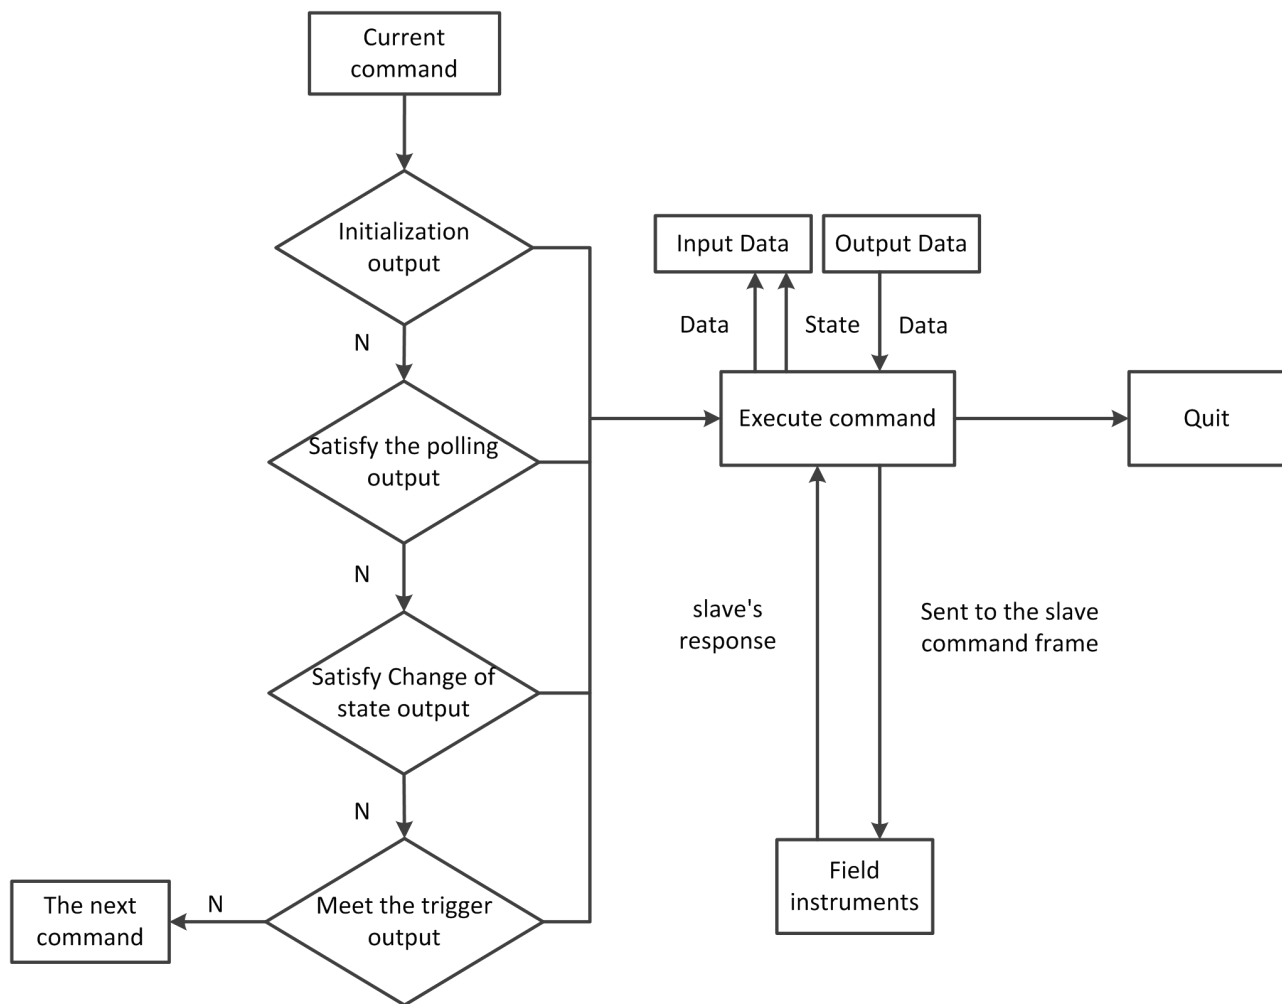 Current
command
Initialization
output
N
Satisfy the polling
output
N
Satisfy Change of
state output
N
Meet the trigger
output
N
The next
command
Input Data
Output Data
Data
State
Data
Execute command
Quit
slave's
response
Sent to the slave
command frame
Field
instruments